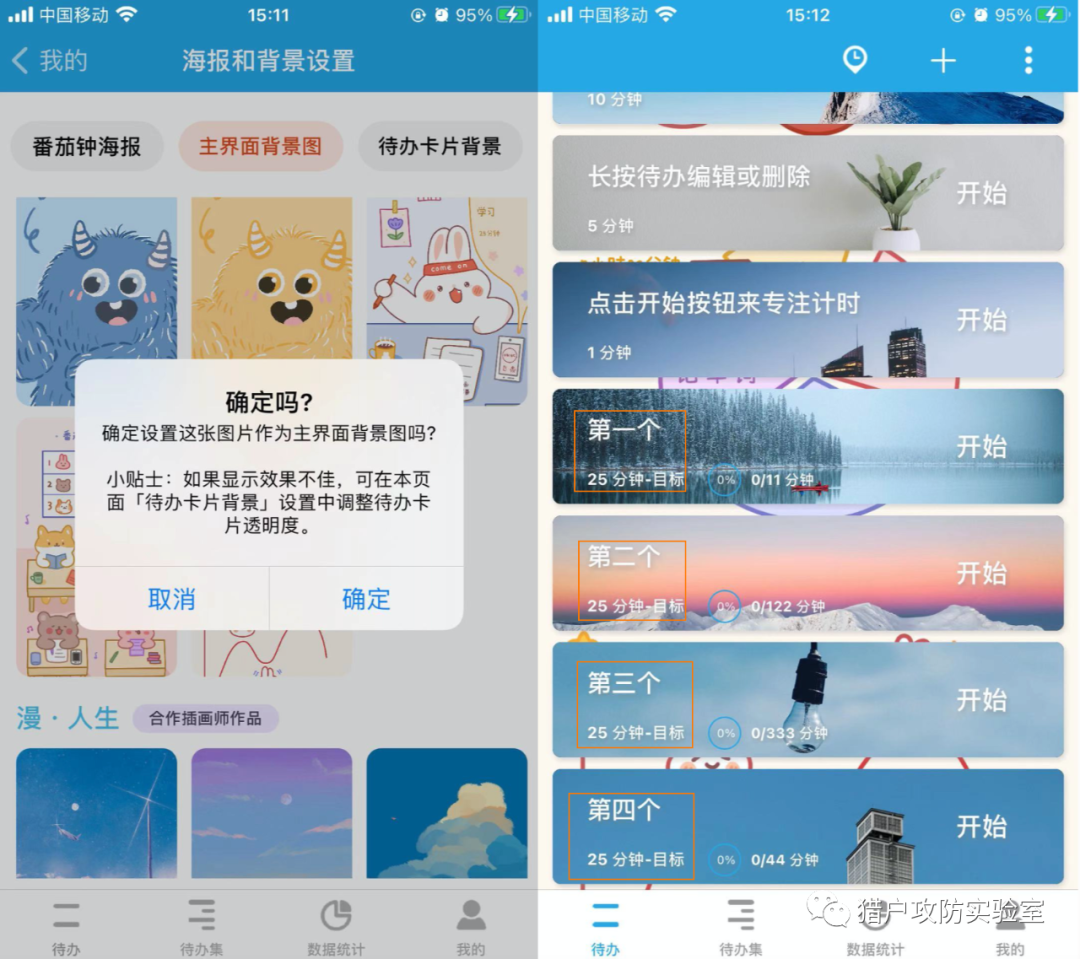 中国移动
15:11
95%
我的
海报和背景设置
番茄钟海报
主界面背景图
待办卡片背景
学习
come on
确定吗?
确定设置这张图片作为主界面背景图吗?
小贴士：如果显示效果不佳，可在本页
面「待办卡片背景」设置中调整待办卡
片透明度。
取消
确定
1
2
3
漫·人生
合作插画师作品
待办
待办集
数据统计
我的
中国移动
15:12
95%
10 分钟
长按待办编辑或删除
5 分钟
开始
点击开始按钮来专注计时
1 分钟
开始
第一个
25 分钟-目标
0%
0/11 分钟
开始
第二个
25 分钟-目标
0%
0/122 分钟
开始
第三个
25 分钟-目标
0%
0/333 分钟
开始
第四个
25 分钟-目标
0%
0/44 分钟
开始
待办
待办集
数据统计
我的
猎户攻防实验室